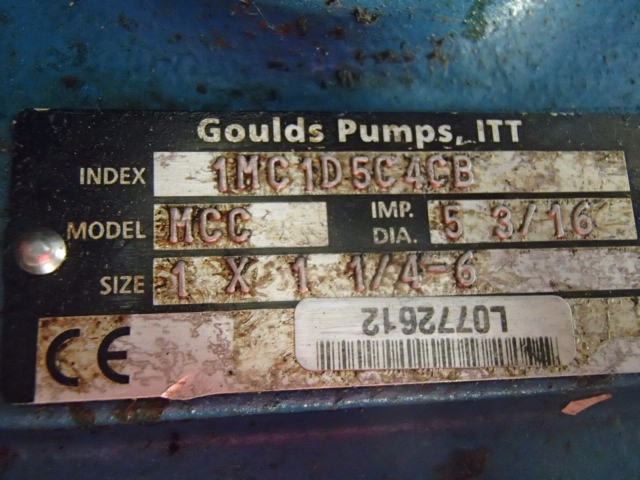 Goulds Pumps, ITT
INDEX 1MC1D5C4CB
MODEL MCC IMP. DIA. 5 3/16
SIZE 1 X 1 1/4-6
CE L0772612